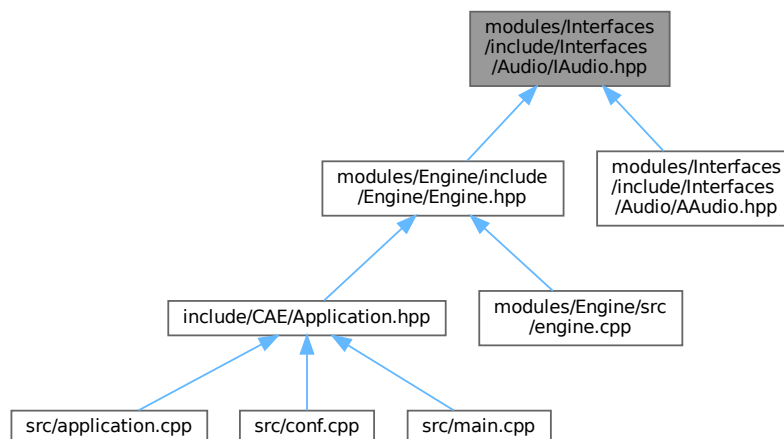 modules/Interfaces
/include/Interfaces
/Audio/IAudio.hpp
modules/Engine/include
/Engine/Engine.hpp
modules/Interfaces
/include/Interfaces
/Audio/AAudio.hpp
include/CAE/Application.hpp
modules/Engine/src
/engine.cpp
src/application.cpp
src/conf.cpp
src/main.cpp